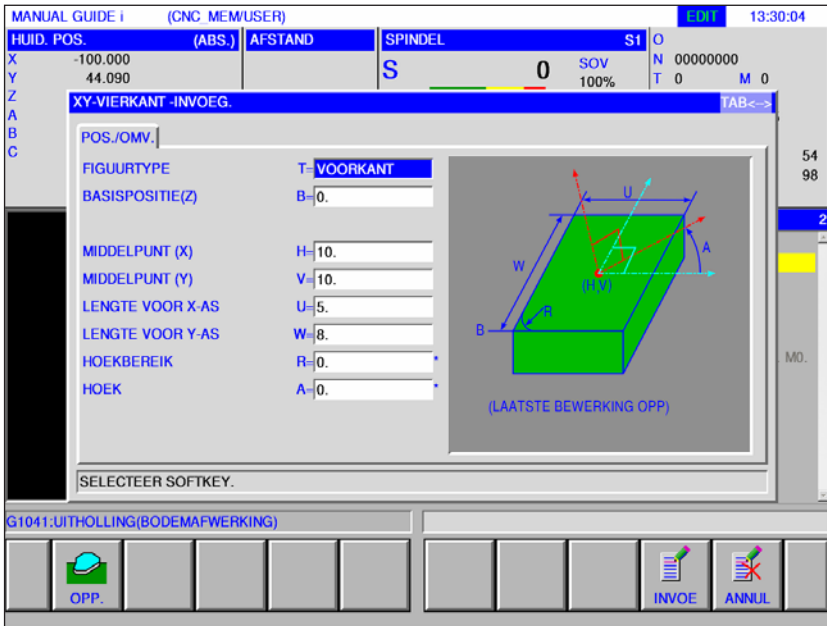 MANUAL GUIDE i (CNC_MEM/USER) EDIT 13:30:04
HUID. POS. (ABS.) AFSTAND SPINDEL S1 O
X -100.000 N 00000000
Y 44.090 S 0 SOV 100% T 0 M 0
Z
A
B
C
54
98
2
XY-VIERKANT -INVOEG. TAB<-->
POS./OMV.
FIGUURTYPE T=VOORKANT
BASISPOSITIE(Z) B=0.
MIDDELPUNT (X) H=10.
MIDDELPUNT (Y) V=10.
LENGTE VOOR X-AS U=5.
LENGTE VOOR Y-AS W=8.
HOEKBEREIK R=0. *
HOEK A=0. *
U
W
A
(H,V)
R
B
(LAATSTE BEWERKING OPP)
M0.
SELECTEER SOFTKEY.
G1041:UITHOLLING(BODEMAFWERKING)
OPP. INVOE ANNUL